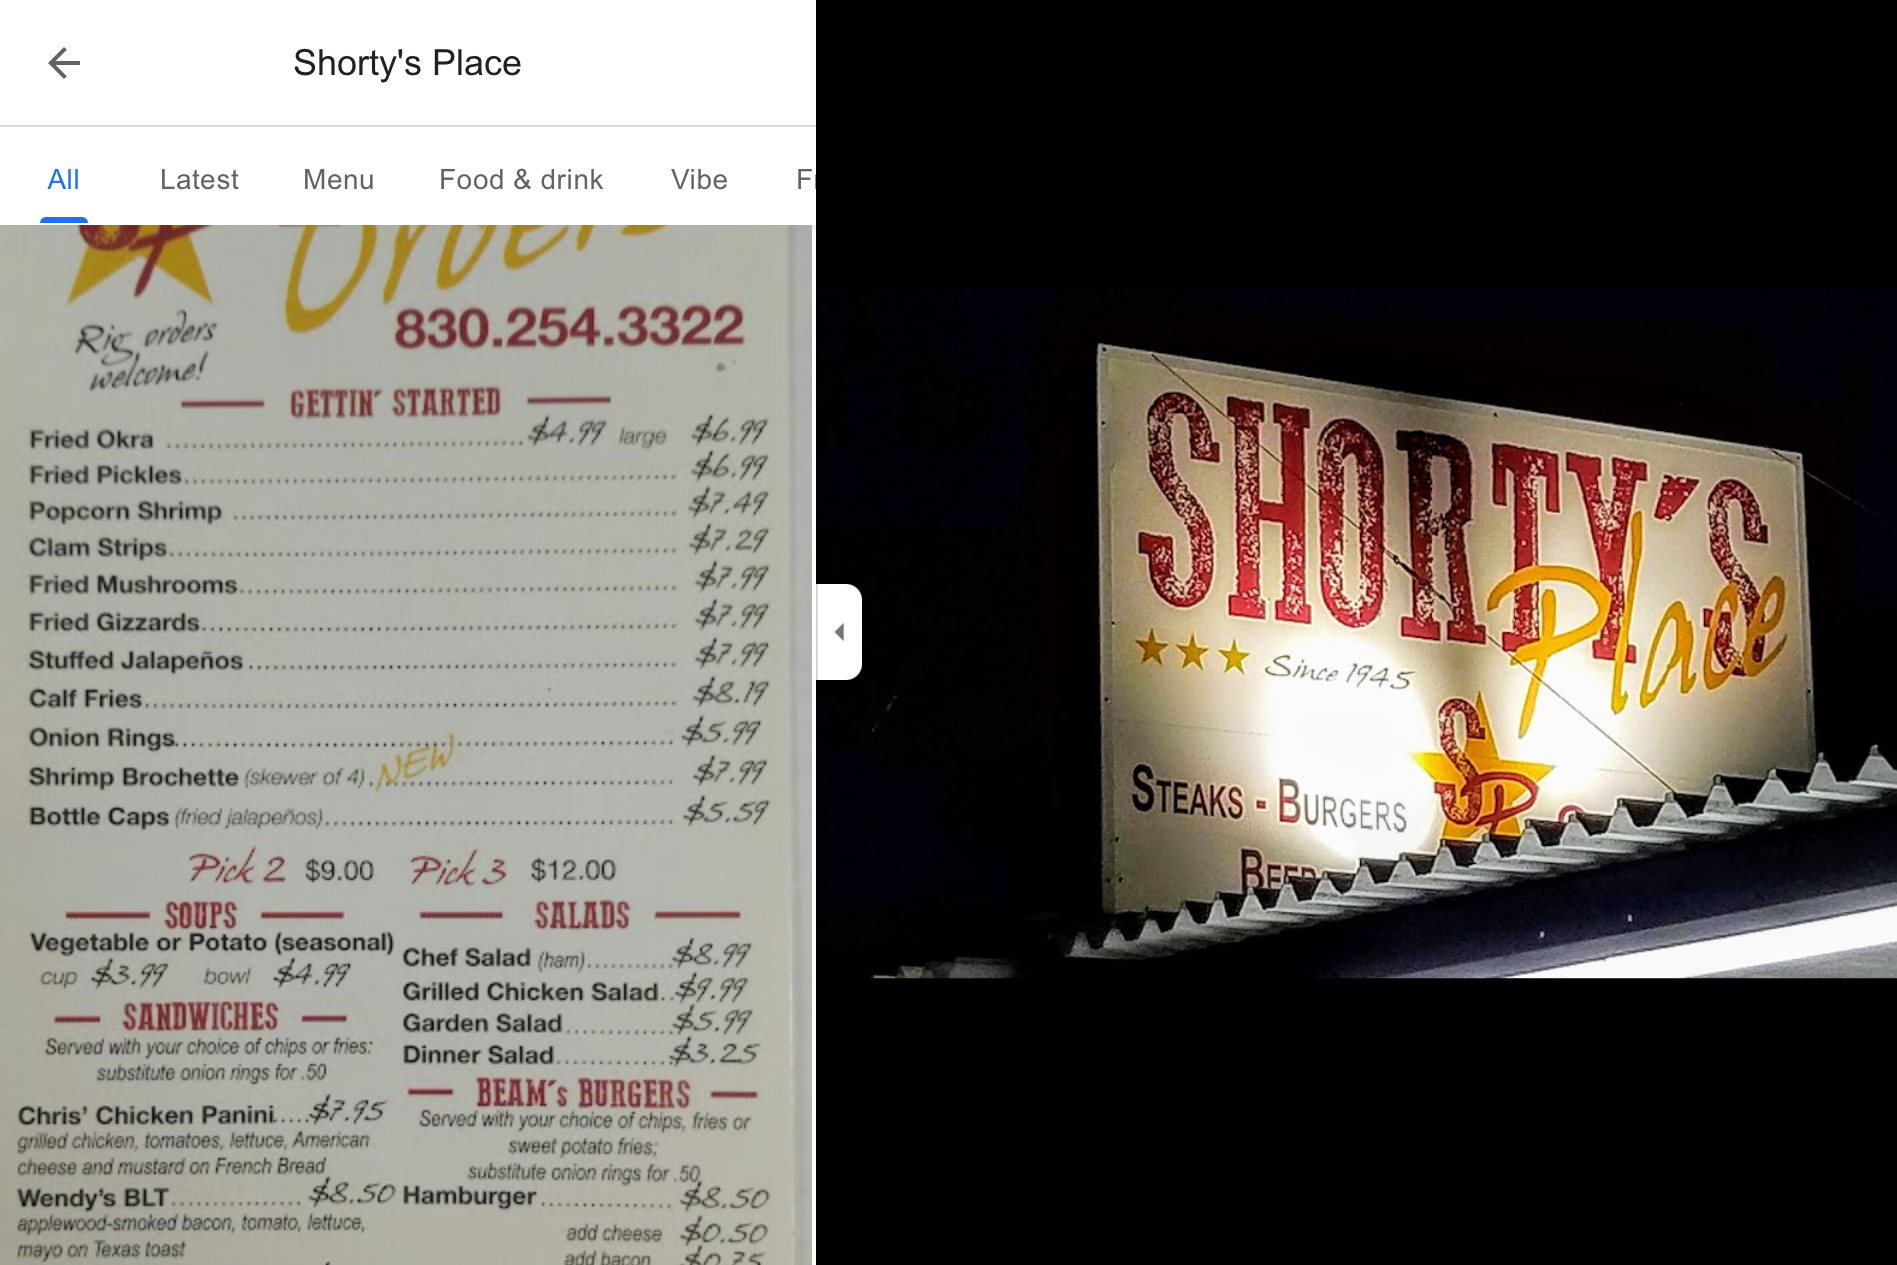 Shorty's Place
All Latest Menu Food & drink Vibe
Orders
Rig orders
welcome!
830.254.3322
GETTIN' STARTED
Fried Okra $4.99 large $6.99
Fried Pickles $6.99
Popcorn Shrimp $7.49
Clam Strips $7.29
Fried Mushrooms $7.99
Fried Gizzards $7.99
Stuffed Jalapeños $7.99
Calf Fries $8.19
Onion Rings $5.99
Shrimp Brochette (skewer of 4) NEW $7.99
Bottle Caps (fried jalapeños) $5.59
Pick 2 $9.00 Pick 3 $12.00
SOUPS
Vegetable or Potato (seasonal)
cup $3.99 bowl $4.99
SANDWICHES
Served with your choice of chips or fries:
substitute onion rings for .50
Chris' Chicken Panini $7.95
grilled chicken, tomatoes, lettuce, American
cheese and mustard on French Bread
Wendy's BLT $8.50
applewood-smoked bacon, tomato, lettuce,
mayo on Texas toast
SALADS
Chef Salad (ham) $8.99
Grilled Chicken Salad $9.99
Garden Salad $5.99
Dinner Salad $3.25
BEAM's BURGERS
Served with your choice of chips, fries or
sweet potato fries;
substitute onion rings for .50
Hamburger $8.50
add cheese $0.50
add bacon $0.75
SHORTY'S
Place
Since 1945
SP
STEAKS - BURGERS